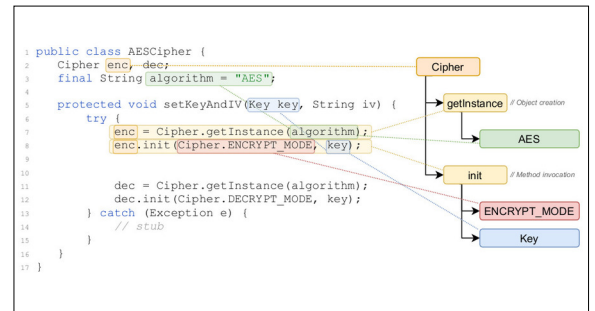 1 public class AESCipher {
2 Cipher enc, dec;
3 final String algorithm = "AES";
4
5 protected void setKeyAndIV(Key key, String iv) {
6 try {
7 enc = Cipher.getInstance(algorithm);
8 enc.init(Cipher.ENCRYPT_MODE, key);
9
10
11 dec = Cipher.getInstance(algorithm);
12 dec.init(Cipher.DECRYPT_MODE, key);
13 } catch (Exception e) {
14 // stub
15 }
16 }
17 }
Cipher
getInstance // Object creation
AES
init // Method invocation
ENCRYPT_MODE
Key